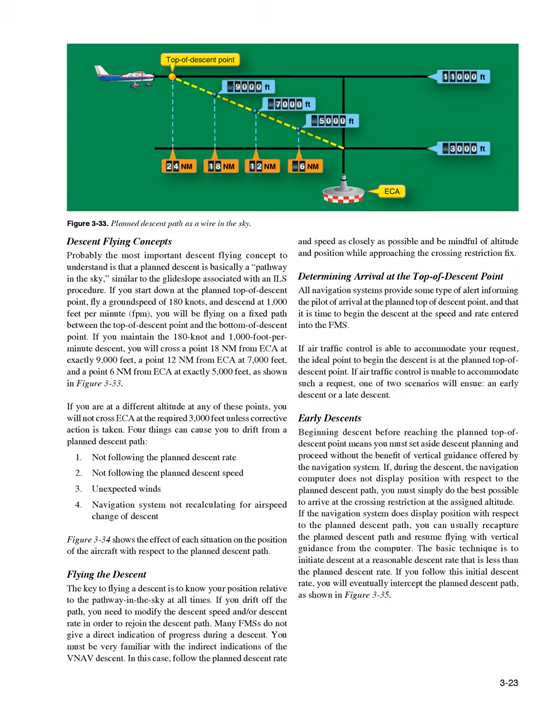 Top-of-descent point
11000 ft
9000 ft
7000 ft
5000 ft
3000 ft
24 NM
18 NM
12 NM
6 NM
ECA
Figure 3-33. Planned descent path as a wire in the sky.
Descent Flying Concepts
Probably the most important descent flying concept to
understand is that a planned descent is basically a “pathway
in the sky,” similar to the glideslope associated with an ILS
procedure. If you start down at the planned top-of-descent
point, fly a groundspeed of 180 knots, and descend at 1,000
feet per minute (fpm), you will be flying on a fixed path
between the top-of-descent point and the bottom-of-descent
point. If you maintain the 180-knot and 1,000-foot-per-
minute descent, you will cross a point 18 NM from ECA at
exactly 9,000 feet, a point 12 NM from ECA at 7,000 feet,
and a point 6 NM from ECA at exactly 5,000 feet, as shown
in Figure 3-33.
If you are at a different altitude at any of these points, you
will not cross ECA at the required 3,000 feet unless corrective
action is taken. Four things can cause you to drift from a
planned descent path:
1. Not following the planned descent rate
2. Not following the planned descent speed
3. Unexpected winds
4. Navigation system not recalculating for airspeed
change of descent
Figure 3-34 shows the effect of each situation on the position
of the aircraft with respect to the planned descent path.
Flying the Descent
The key to flying a descent is to know your position relative
to the pathway-in-the-sky at all times. If you drift off the
path, you need to modify the descent speed and/or descent
rate in order to rejoin the descent path. Many FMSs do not
give a direct indication of progress during a descent. You
must be very familiar with the indirect indications of the
VNAV descent. In this case, follow the planned descent rate
and speed as closely as possible and be mindful of altitude
and position while approaching the crossing restriction fix.
Determining Arrival at the Top-of-Descent Point
All navigation systems provide some type of alert informing
the pilot of arrival at the planned top of descent point, and that
it is time to begin the descent at the speed and rate entered
into the FMS.
If air traffic control is able to accommodate your request,
the ideal point to begin the descent is at the planned top-of-
descent point. If air traffic control is unable to accommodate
such a request, one of two scenarios will ensue: an early
descent or a late descent.
Early Descents
Beginning descent before reaching the planned top-of-
descent point means you must set aside descent planning and
proceed without the benefit of vertical guidance offered by
the navigation system. If, during the descent, the navigation
computer does not display position with respect to the
planned descent path, you must simply do the best possible
to arrive at the crossing restriction at the assigned altitude.
If the navigation system does display position with respect
to the planned descent path, you can usually recapture
the planned descent path and resume flying with vertical
guidance from the computer. The basic technique is to
initiate descent at a reasonable descent rate that is less than
the planned descent rate. If you follow this initial descent
rate, you will eventually intercept the planned descent path,
as shown in Figure 3-35.
3-23